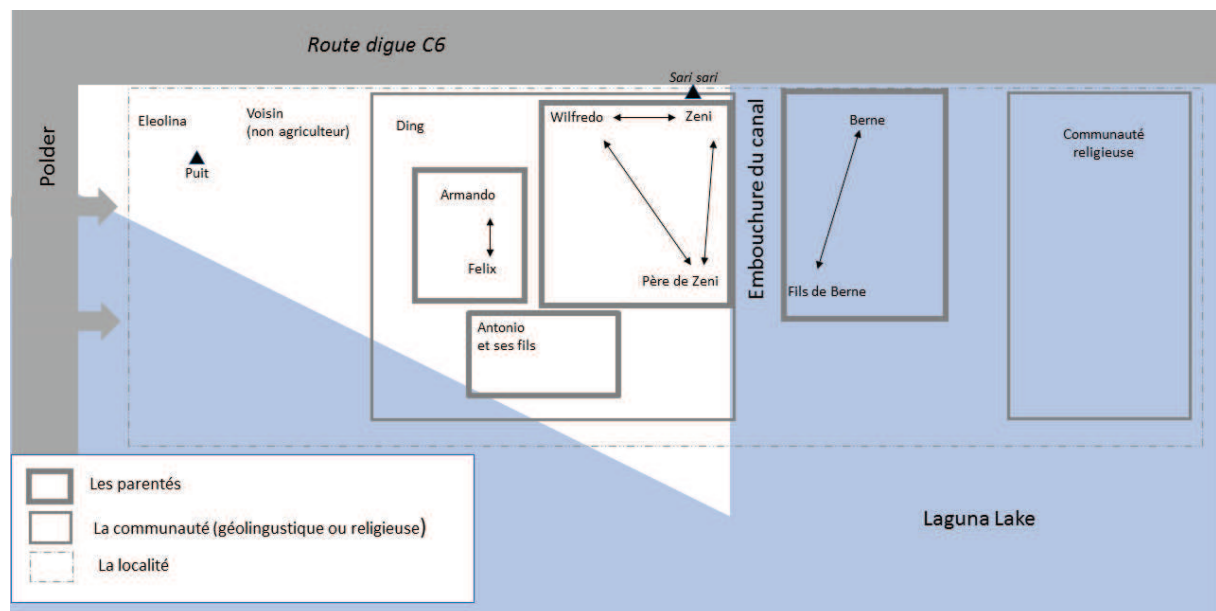 Route digue C6
Sari sari
Polder
Eleolina
Voisin
(non agriculteur)
Puit
Ding
Armando
Felix
Antonio
et ses fils
Wilfredo
Zeni
Père de Zeni
Embouchure du canal
Berne
Fils de Berne
Communauté
religieuse
Les parentés
La communauté (géolingustique ou religieuse)
La localité
Laguna Lake